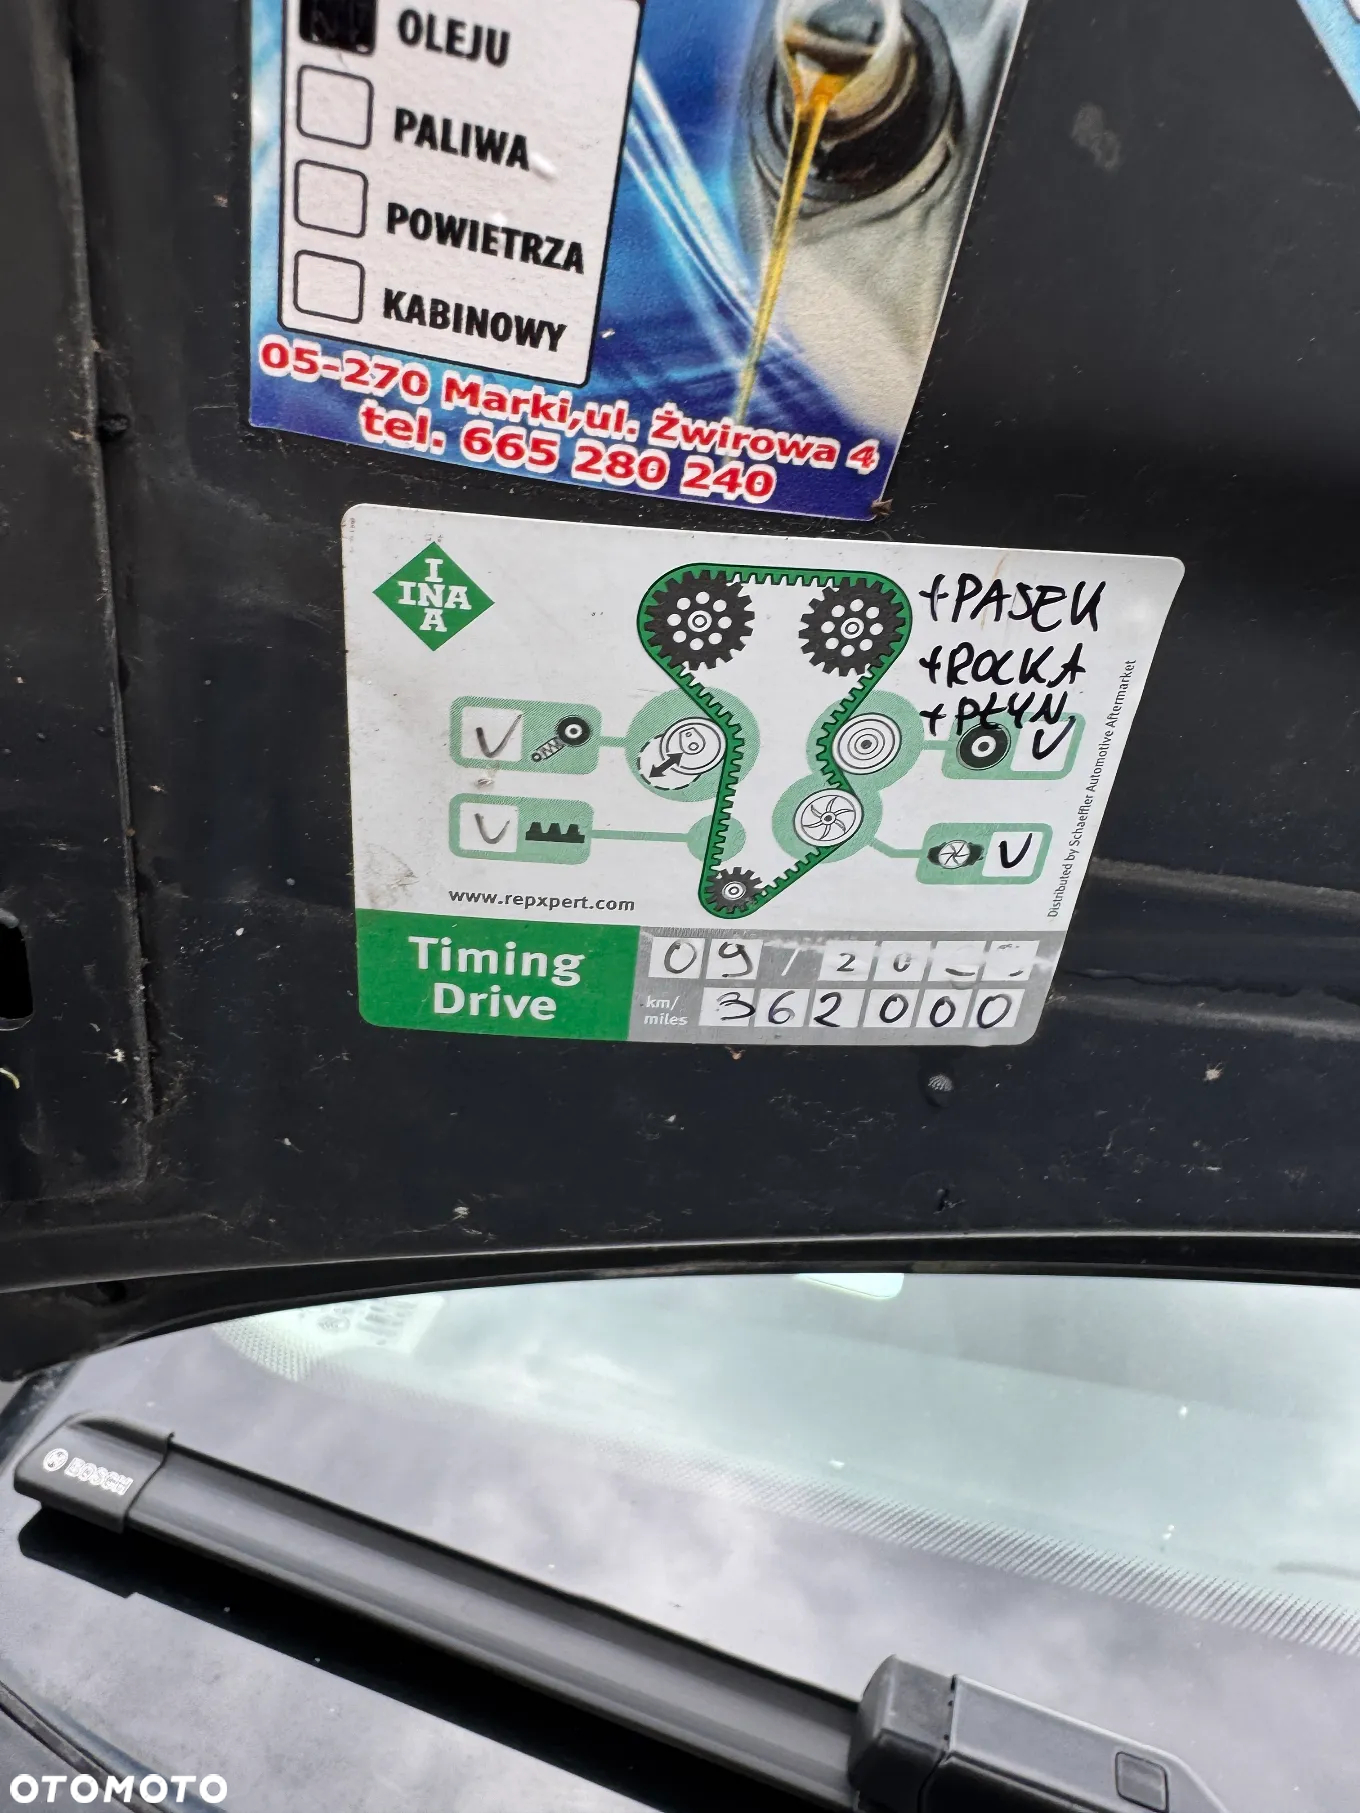 OLEJU
PALIWA
POWIETRZA
KABINOWY
05-270 Marki,ul. Żwirowa 4
tel. 665 280 240
I
INA
A
+PASEK
+ROLKA
+PŁYN
V
V
V
V
www.repxpert.com
Distributed by Schaeffler Automotive Aftermarket
Timing
Drive
09 / 20
km/
miles
362000
BOSCH
OTOMOTO